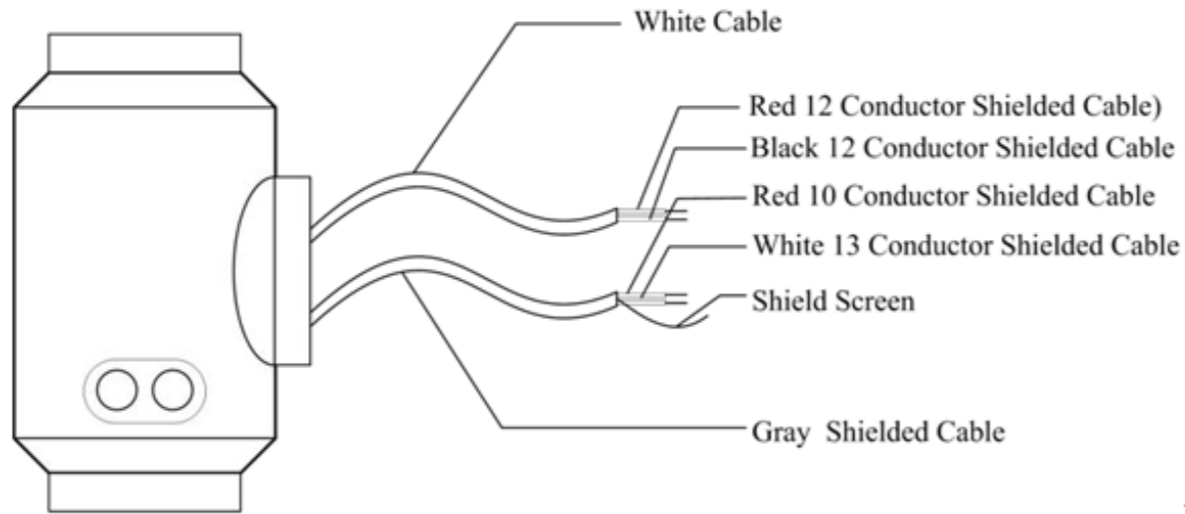 White Cable
Red 12 Conductor Shielded Cable)
Black 12 Conductor Shielded Cable
Red 10 Conductor Shielded Cable
White 13 Conductor Shielded Cable
Shield Screen
Gray Shielded Cable